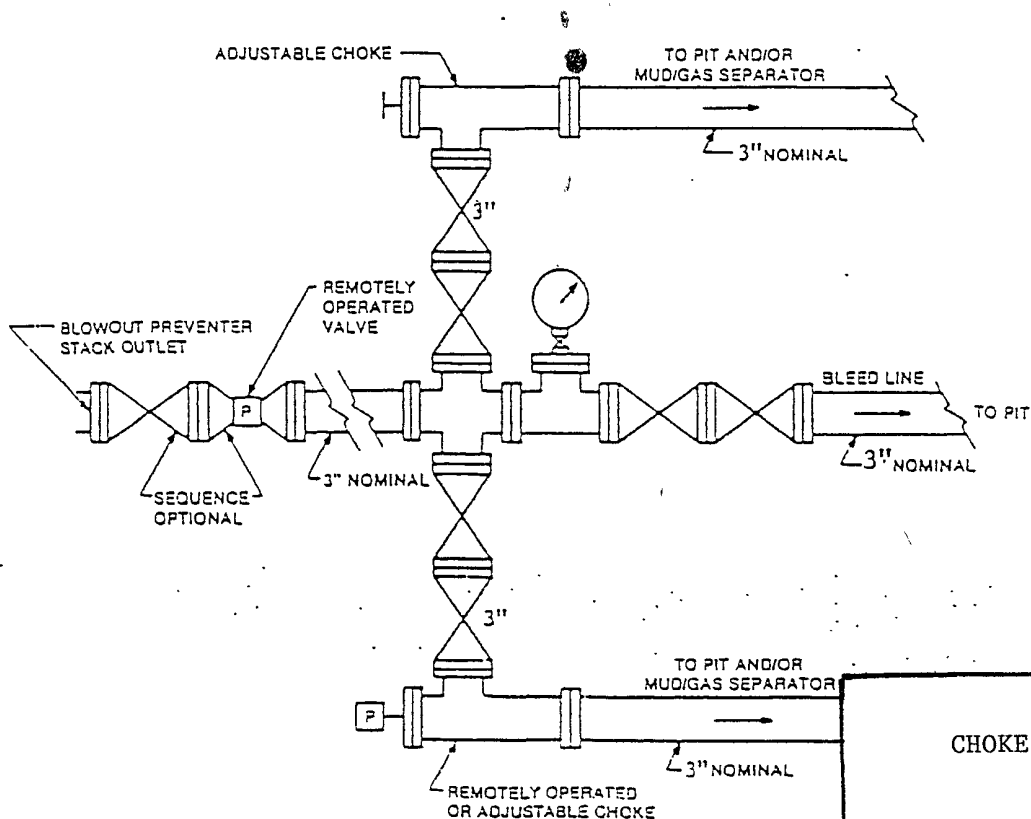 ADJUSTABLE CHOKE
TO PIT AND/OR
MUD/GAS SEPARATOR
3" NOMINAL
3"
REMOTELY
OPERATED
VALVE
BLOWOUT PREVENTER
STACK OUTLET
P
BLEED LINE
TO PIT
3" NOMINAL
3" NOMINAL
SEQUENCE
OPTIONAL
3"
TO PIT AND/OR
MUD/GAS SEPARATOR
P
CHOKE
3" NOMINAL
REMOTELY OPERATED
OR ADJUSTABLE CHOKE